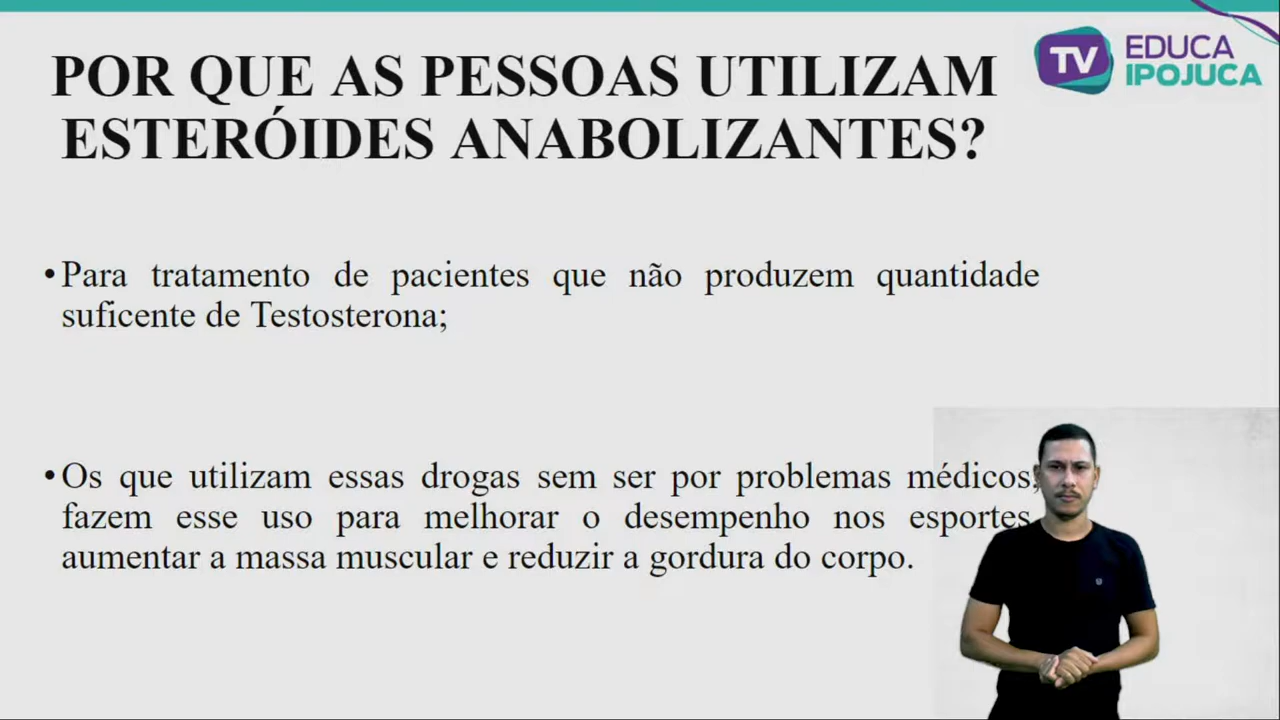 POR QUE AS PESSOAS UTILIZAM
ESTERÓIDES ANABOLIZANTES?
TV EDUCA
IPOJUCA
•Para tratamento de pacientes que não produzem quantidade
suficente de Testosterona;
•Os que utilizam essas drogas sem ser por problemas médicos,
fazem esse uso para melhorar o desempenho nos esportes,
aumentar a massa muscular e reduzir a gordura do corpo.